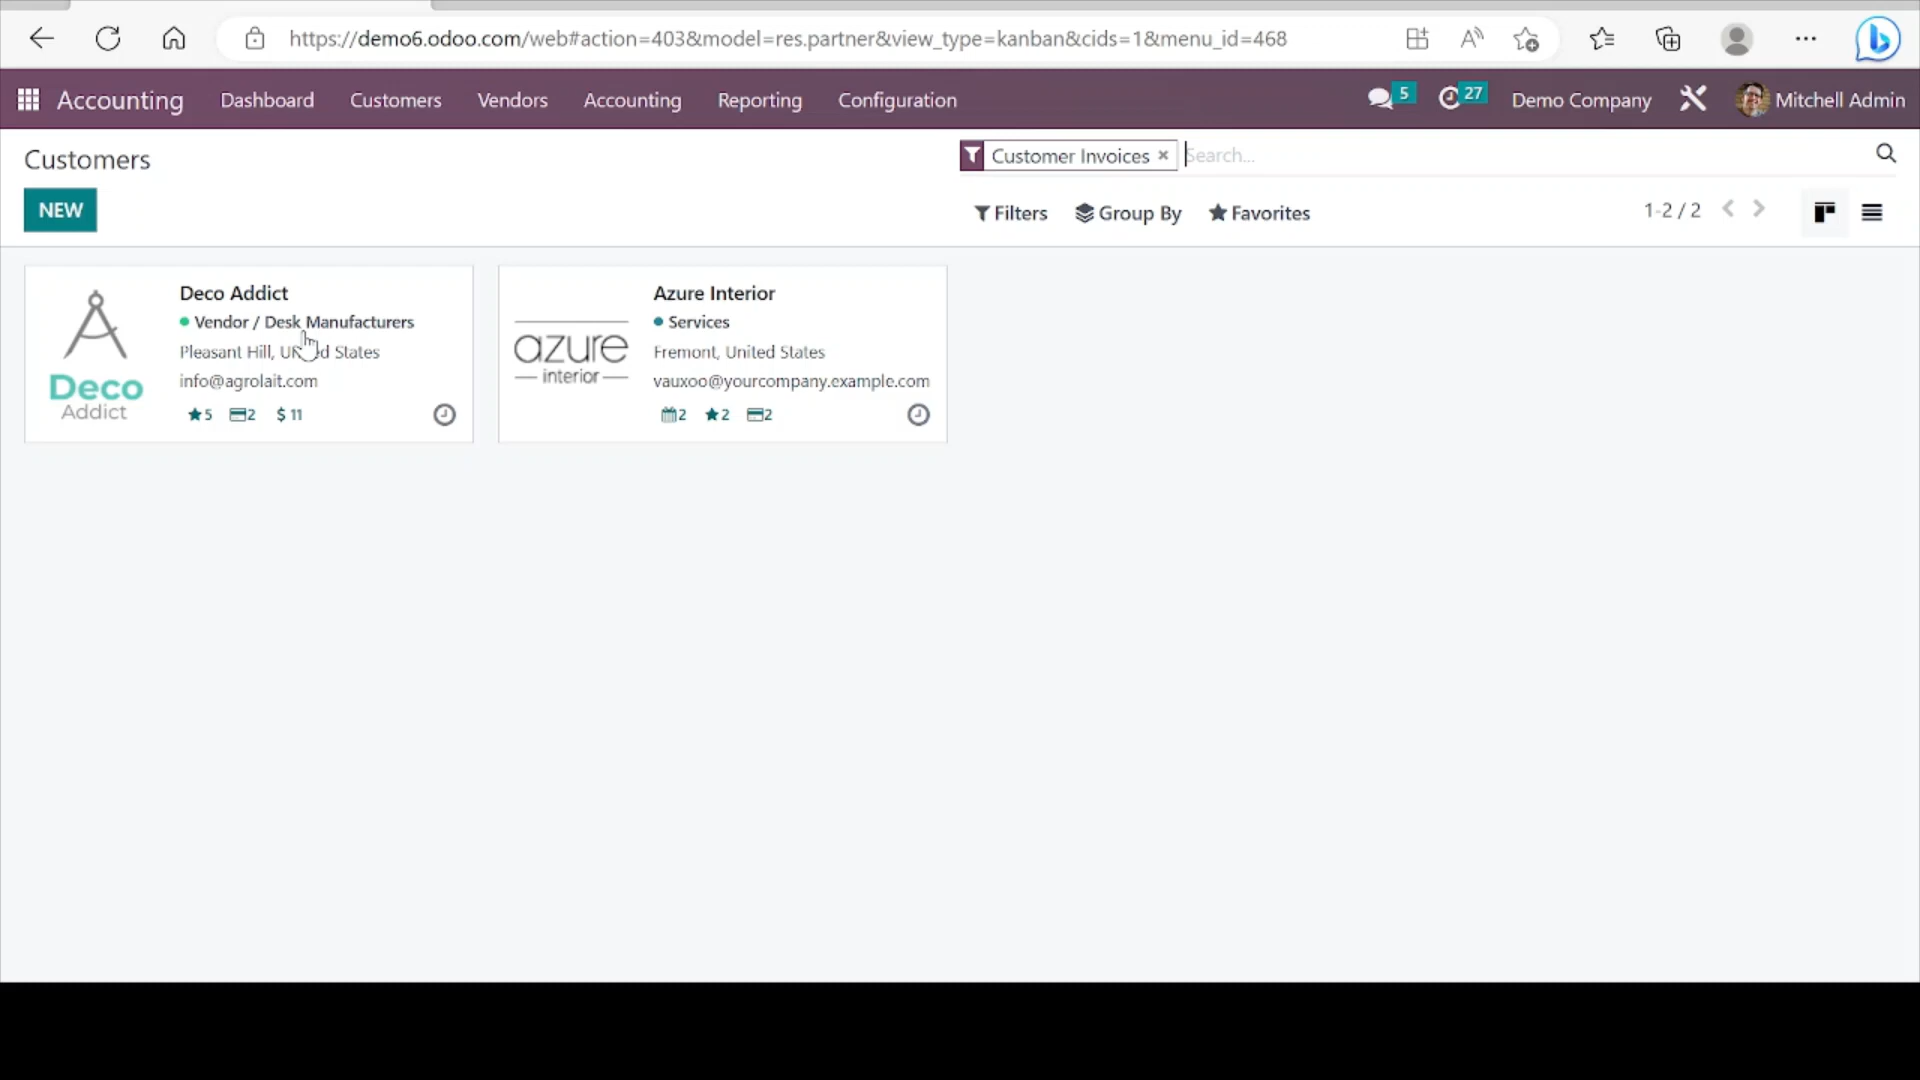 https://demo6.odoo.com/web#action=403&model=res.partner&view_type=kanban&cids=1&menu_id=468
Accounting Dashboard Customers Vendors Accounting Reporting Configuration 5 27 Demo Company Mitchell Admin
Customers
Customer Invoices × Search...
NEW
Filters Group By Favorites 1-2 / 2
Deco Addict
Vendor / Desk Manufacturers
Pleasant Hill, United States
info@agrolait.com
5 2 $ 11
Deco
Addict
Azure Interior
Services
Fremont, United States
vauxoo@yourcompany.example.com
2 2 2
azure
interior